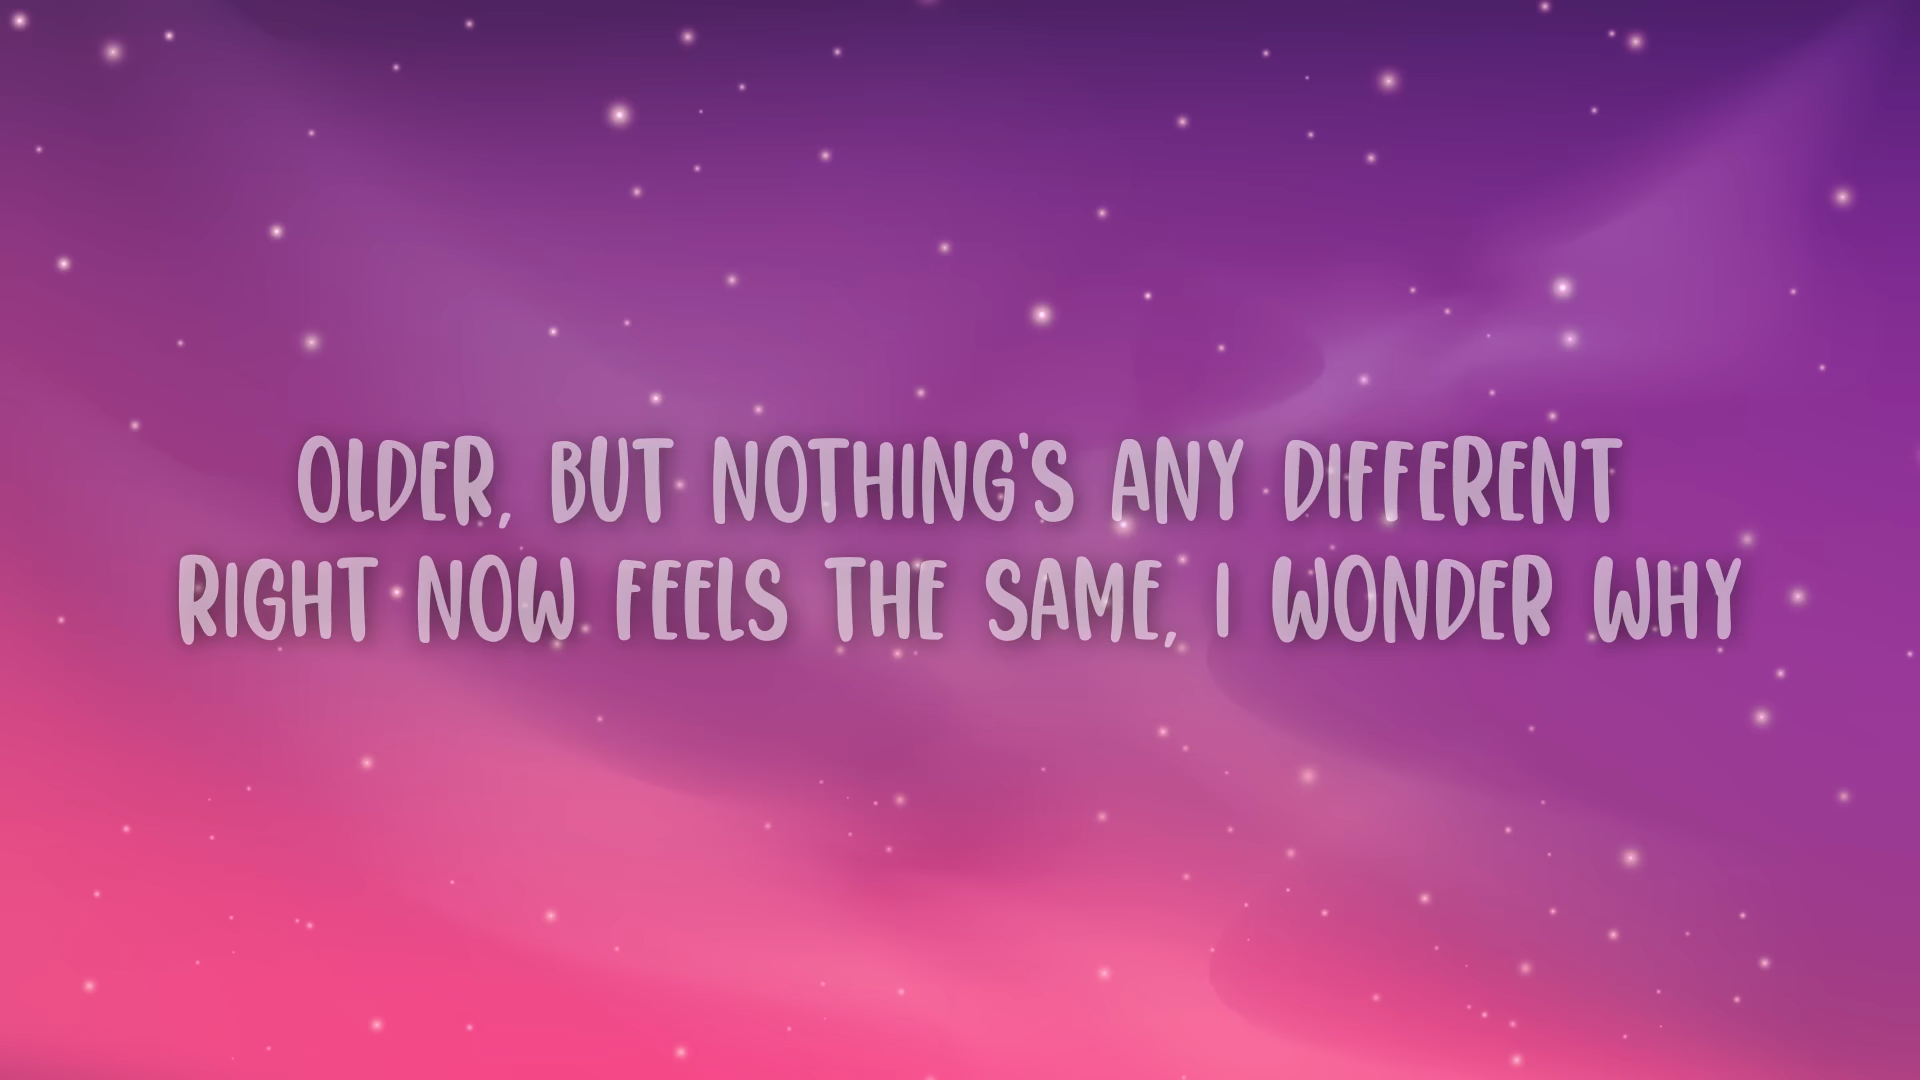 OLDER, BUT NOTHING'S ANY DIFFERENT
RIGHT NOW FEELS THE SAME, I WONDER WHY